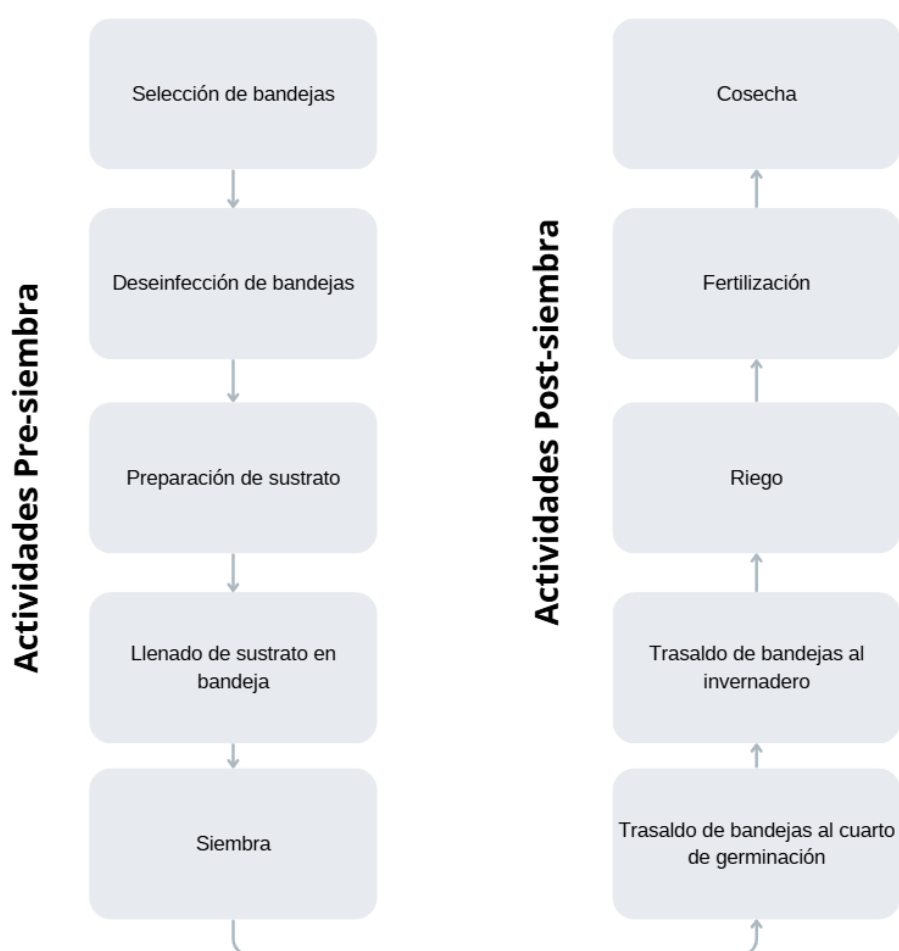 Actividades Pre-siembra
Selección de bandejas
Deseinfección de bandejas
Preparación de sustrato
Llenado de sustrato en
bandeja
Siembra
Actividades Post-siembra
Cosecha
Fertilización
Riego
Trasaldo de bandejas al
invernadero
Trasaldo de bandejas al cuarto
de germinación